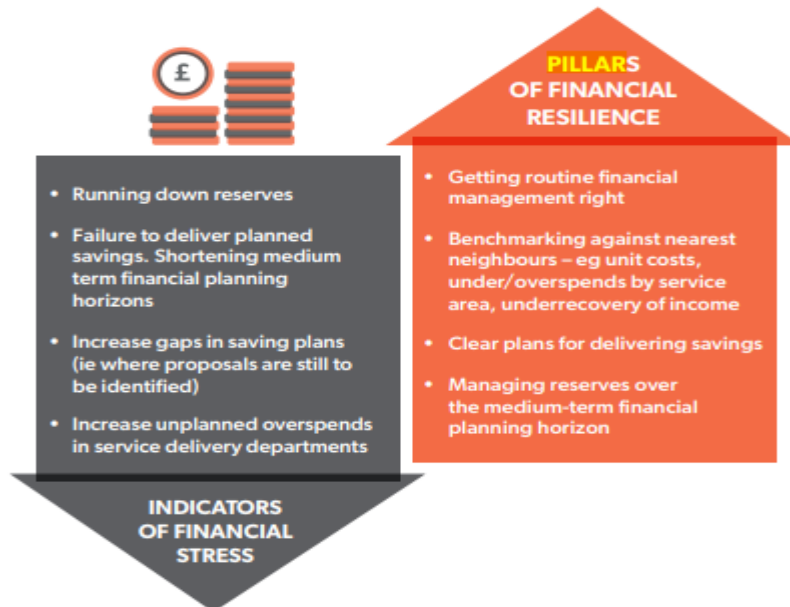 £
• Running down reserves
• Failure to deliver planned
savings. Shortening medium
term financial planning
horizons
• Increase gaps in saving plans
(ie where proposals are still to
be identified)
• Increase unplanned overspends
in service delivery departments
INDICATORS
OF FINANCIAL
STRESS
PILLARS
OF FINANCIAL
RESILIENCE
• Getting routine financial
management right
• Benchmarking against nearest
neighbours – eg unit costs,
under/overspends by service
area, underrecovery of income
• Clear plans for delivering savings
• Managing reserves over
the medium-term financial
planning horizon